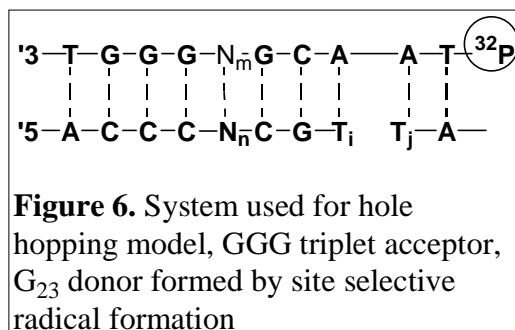 '3–T–G–G–G–Nm–G–C–A–A–T–32P
'5–A–C–C–C–Nn–C–G–Ti Tj–A–
Figure 6. System used for hole
hopping model, GGG triplet acceptor,
G23 donor formed by site selective
radical formation